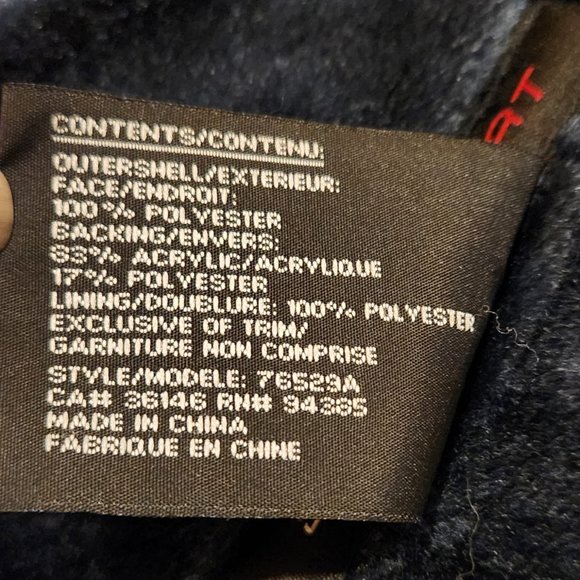 CONTENTS/CONTENU:
OUTERSHELL/EXTERIEUR:
FACE/ENDROIT:
100% POLYESTER
BACKING/ENVERS:
83% ACRYLIC/ACRYLIQUE
17% POLYESTER
LINING/DOUBLURE: 100% POLYESTER
EXCLUSIVE OF TRIM/
GARNITURE NON COMPRISE
STYLE/MODELE: 76529A
CA# 36146 RN# 94385
MADE IN CHINA
FABRIQUE EN CHINE